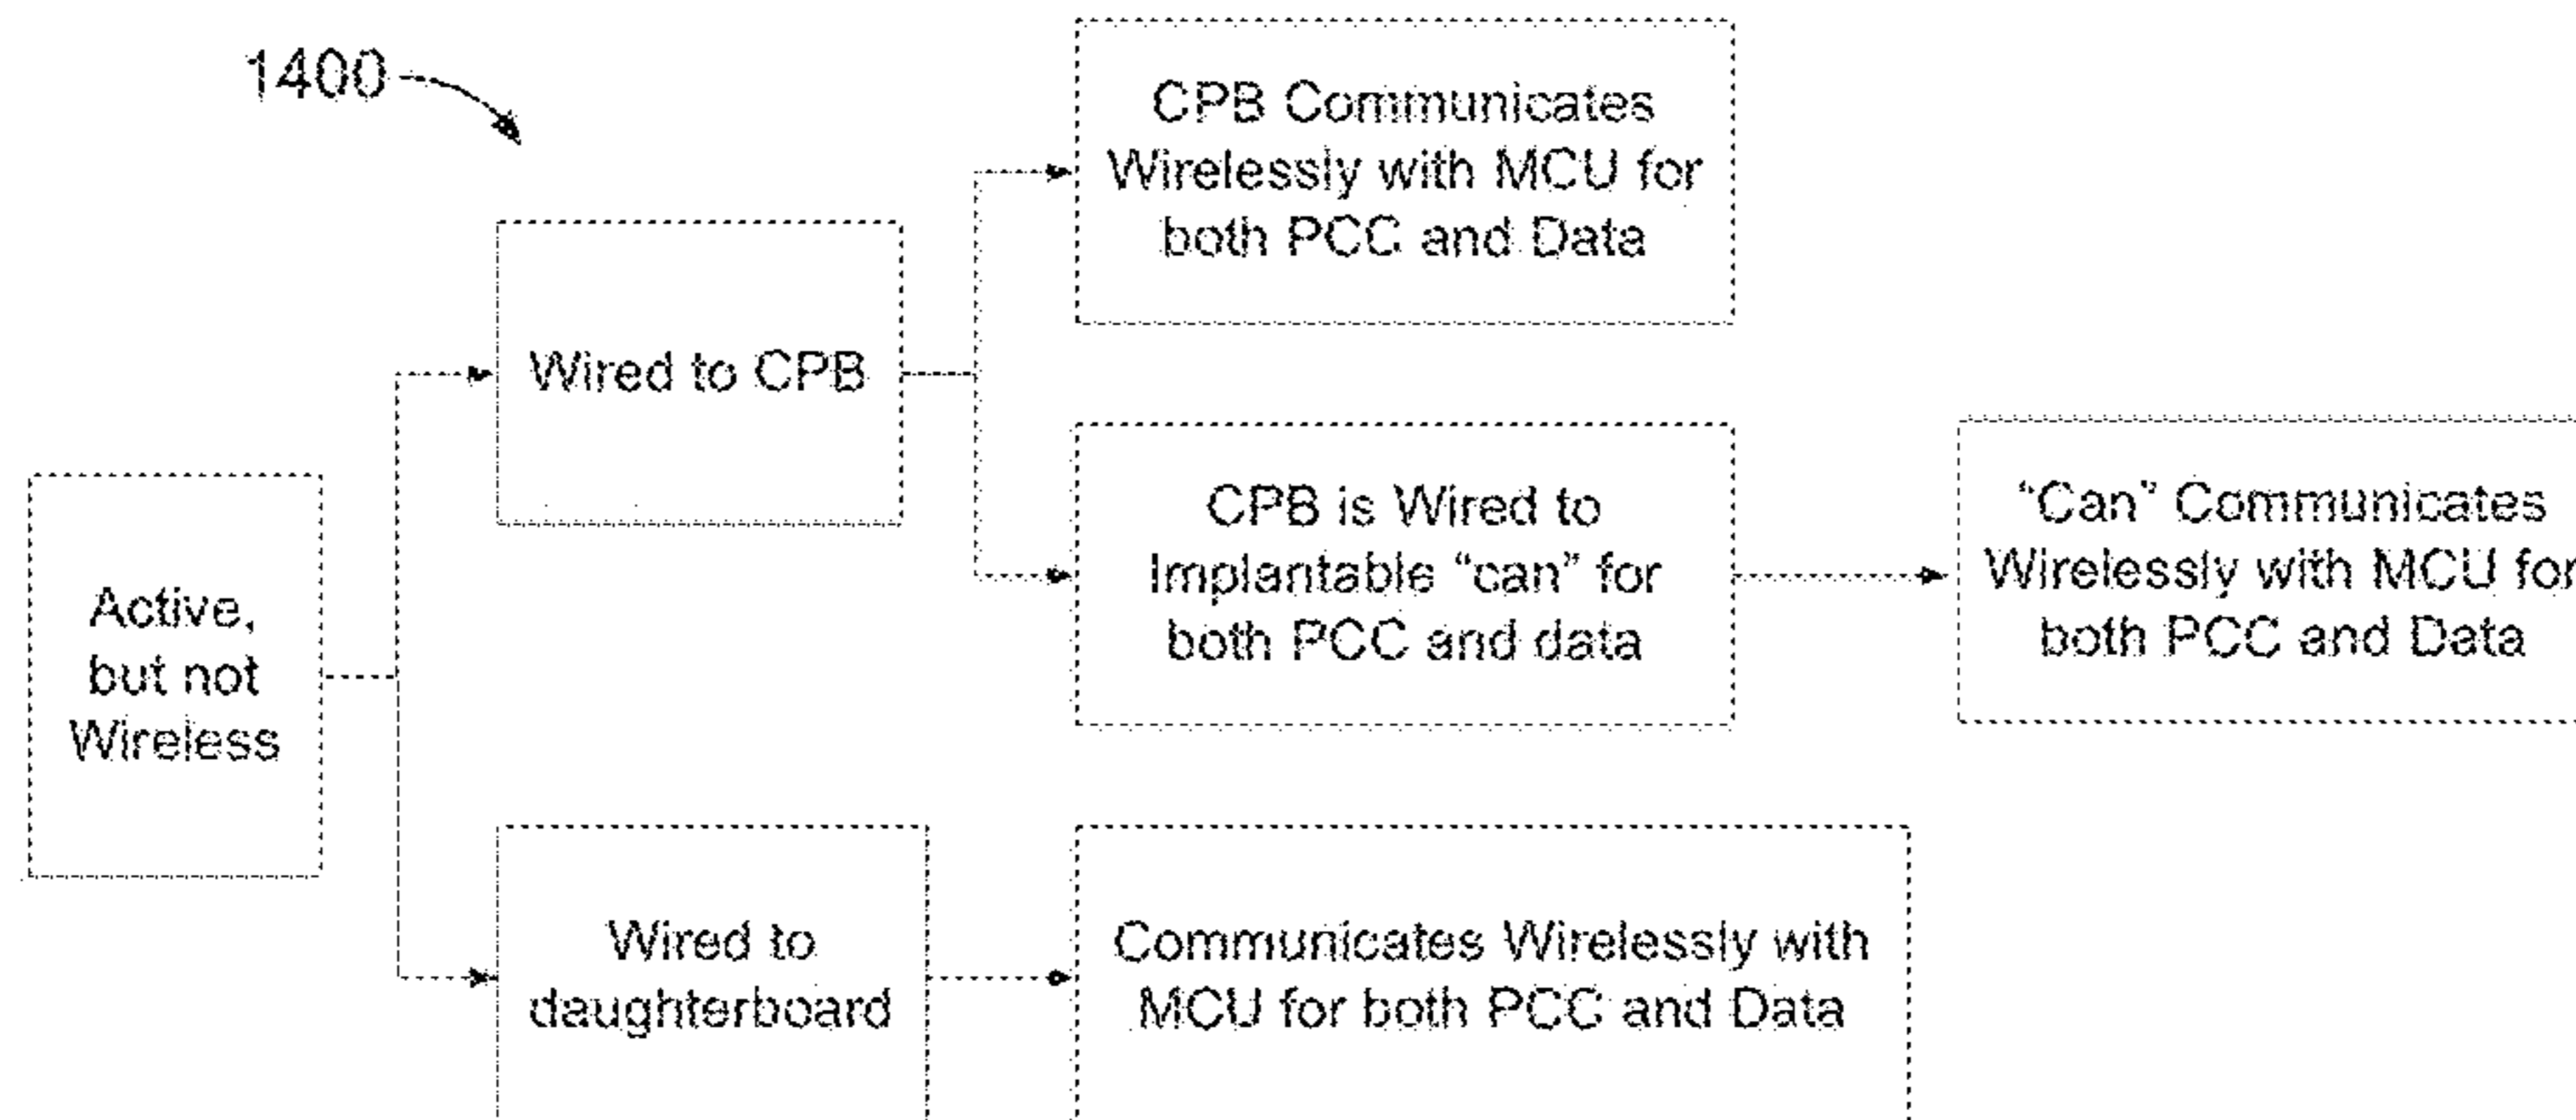 1400
CPB Communicates
Wirelessly with MCU for
both PCC and Data
Wired to CPB
CPB is Wired to
Implantable “can” for
both PCC and data
“Can” Communicates
Wirelessly with MCU for
both PCC and Data
Active,
but not
Wireless
Wired to
daughterboard
Communicates Wirelessly with
MCU for both PCC and Data